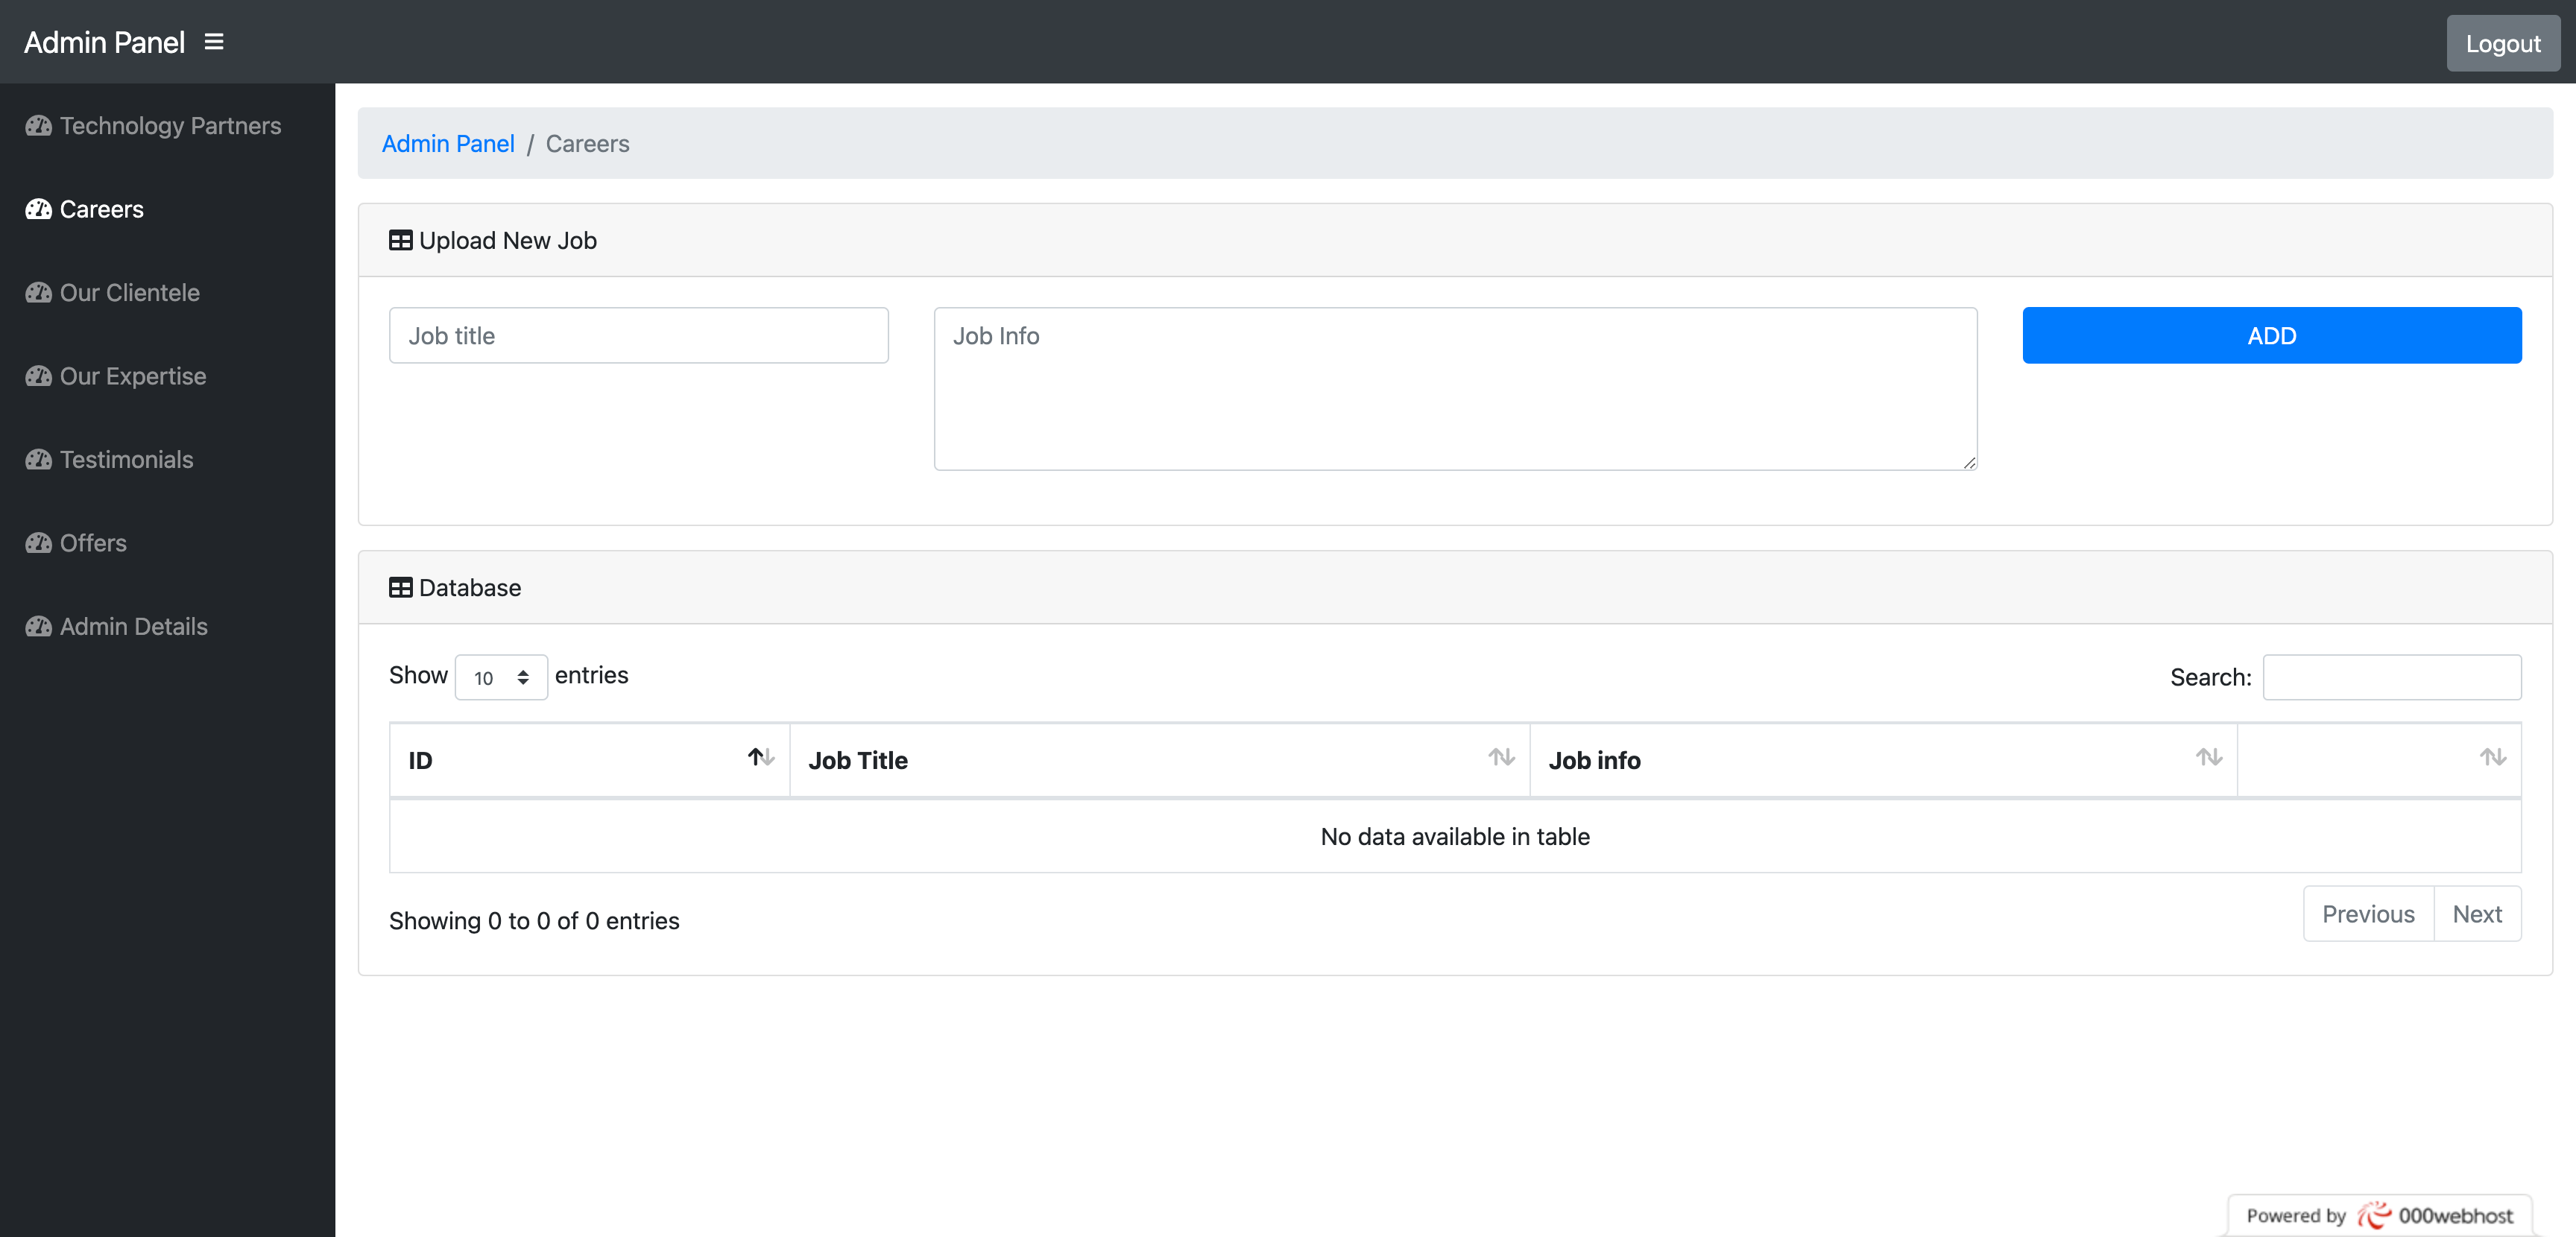 Admin Panel
Logout
Technology Partners
Careers
Our Clientele
Our Expertise
Testimonials
Offers
Admin Details
Admin Panel / Careers
Upload New Job
Job title
Job Info
ADD
Database
Show 10 entries
Search:
ID Job Title Job info
No data available in table
Showing 0 to 0 of 0 entries
Previous Next
Powered by 000webhost